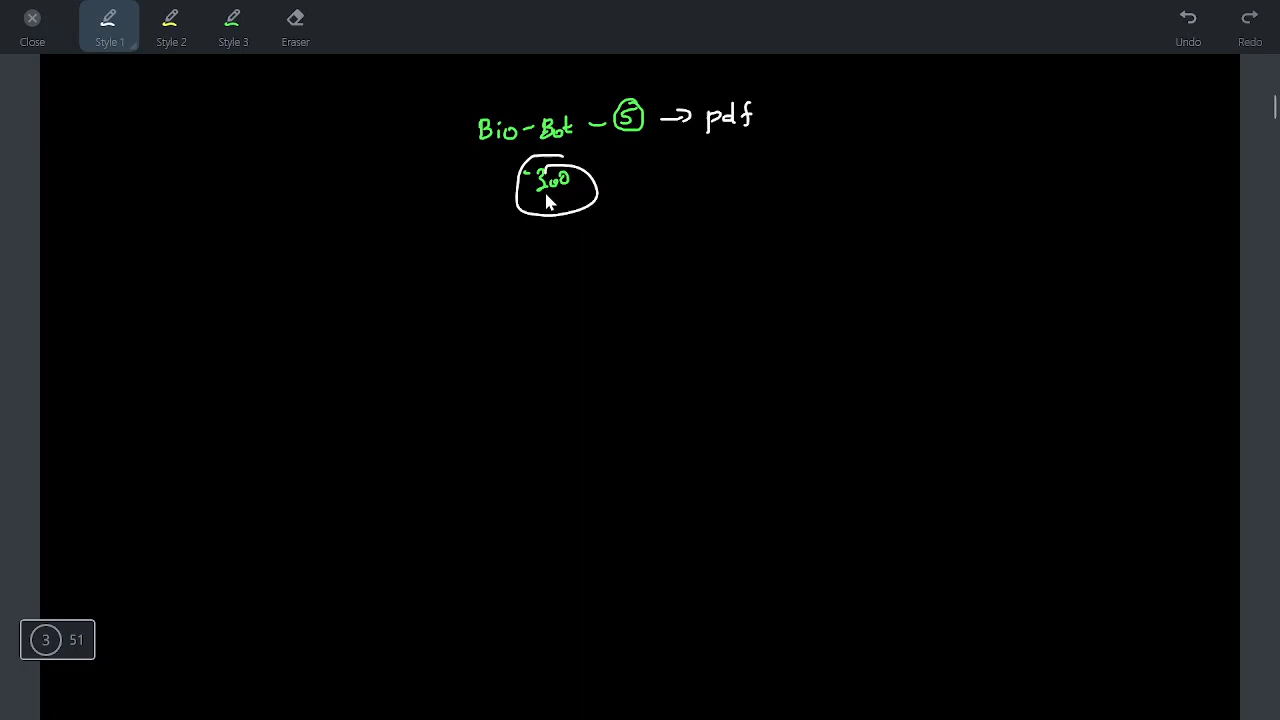 Close
Style 1
Style 2
Style 3
Eraser
Undo
Redo
Bio-Bot - 5 → pdf
-300
3 51